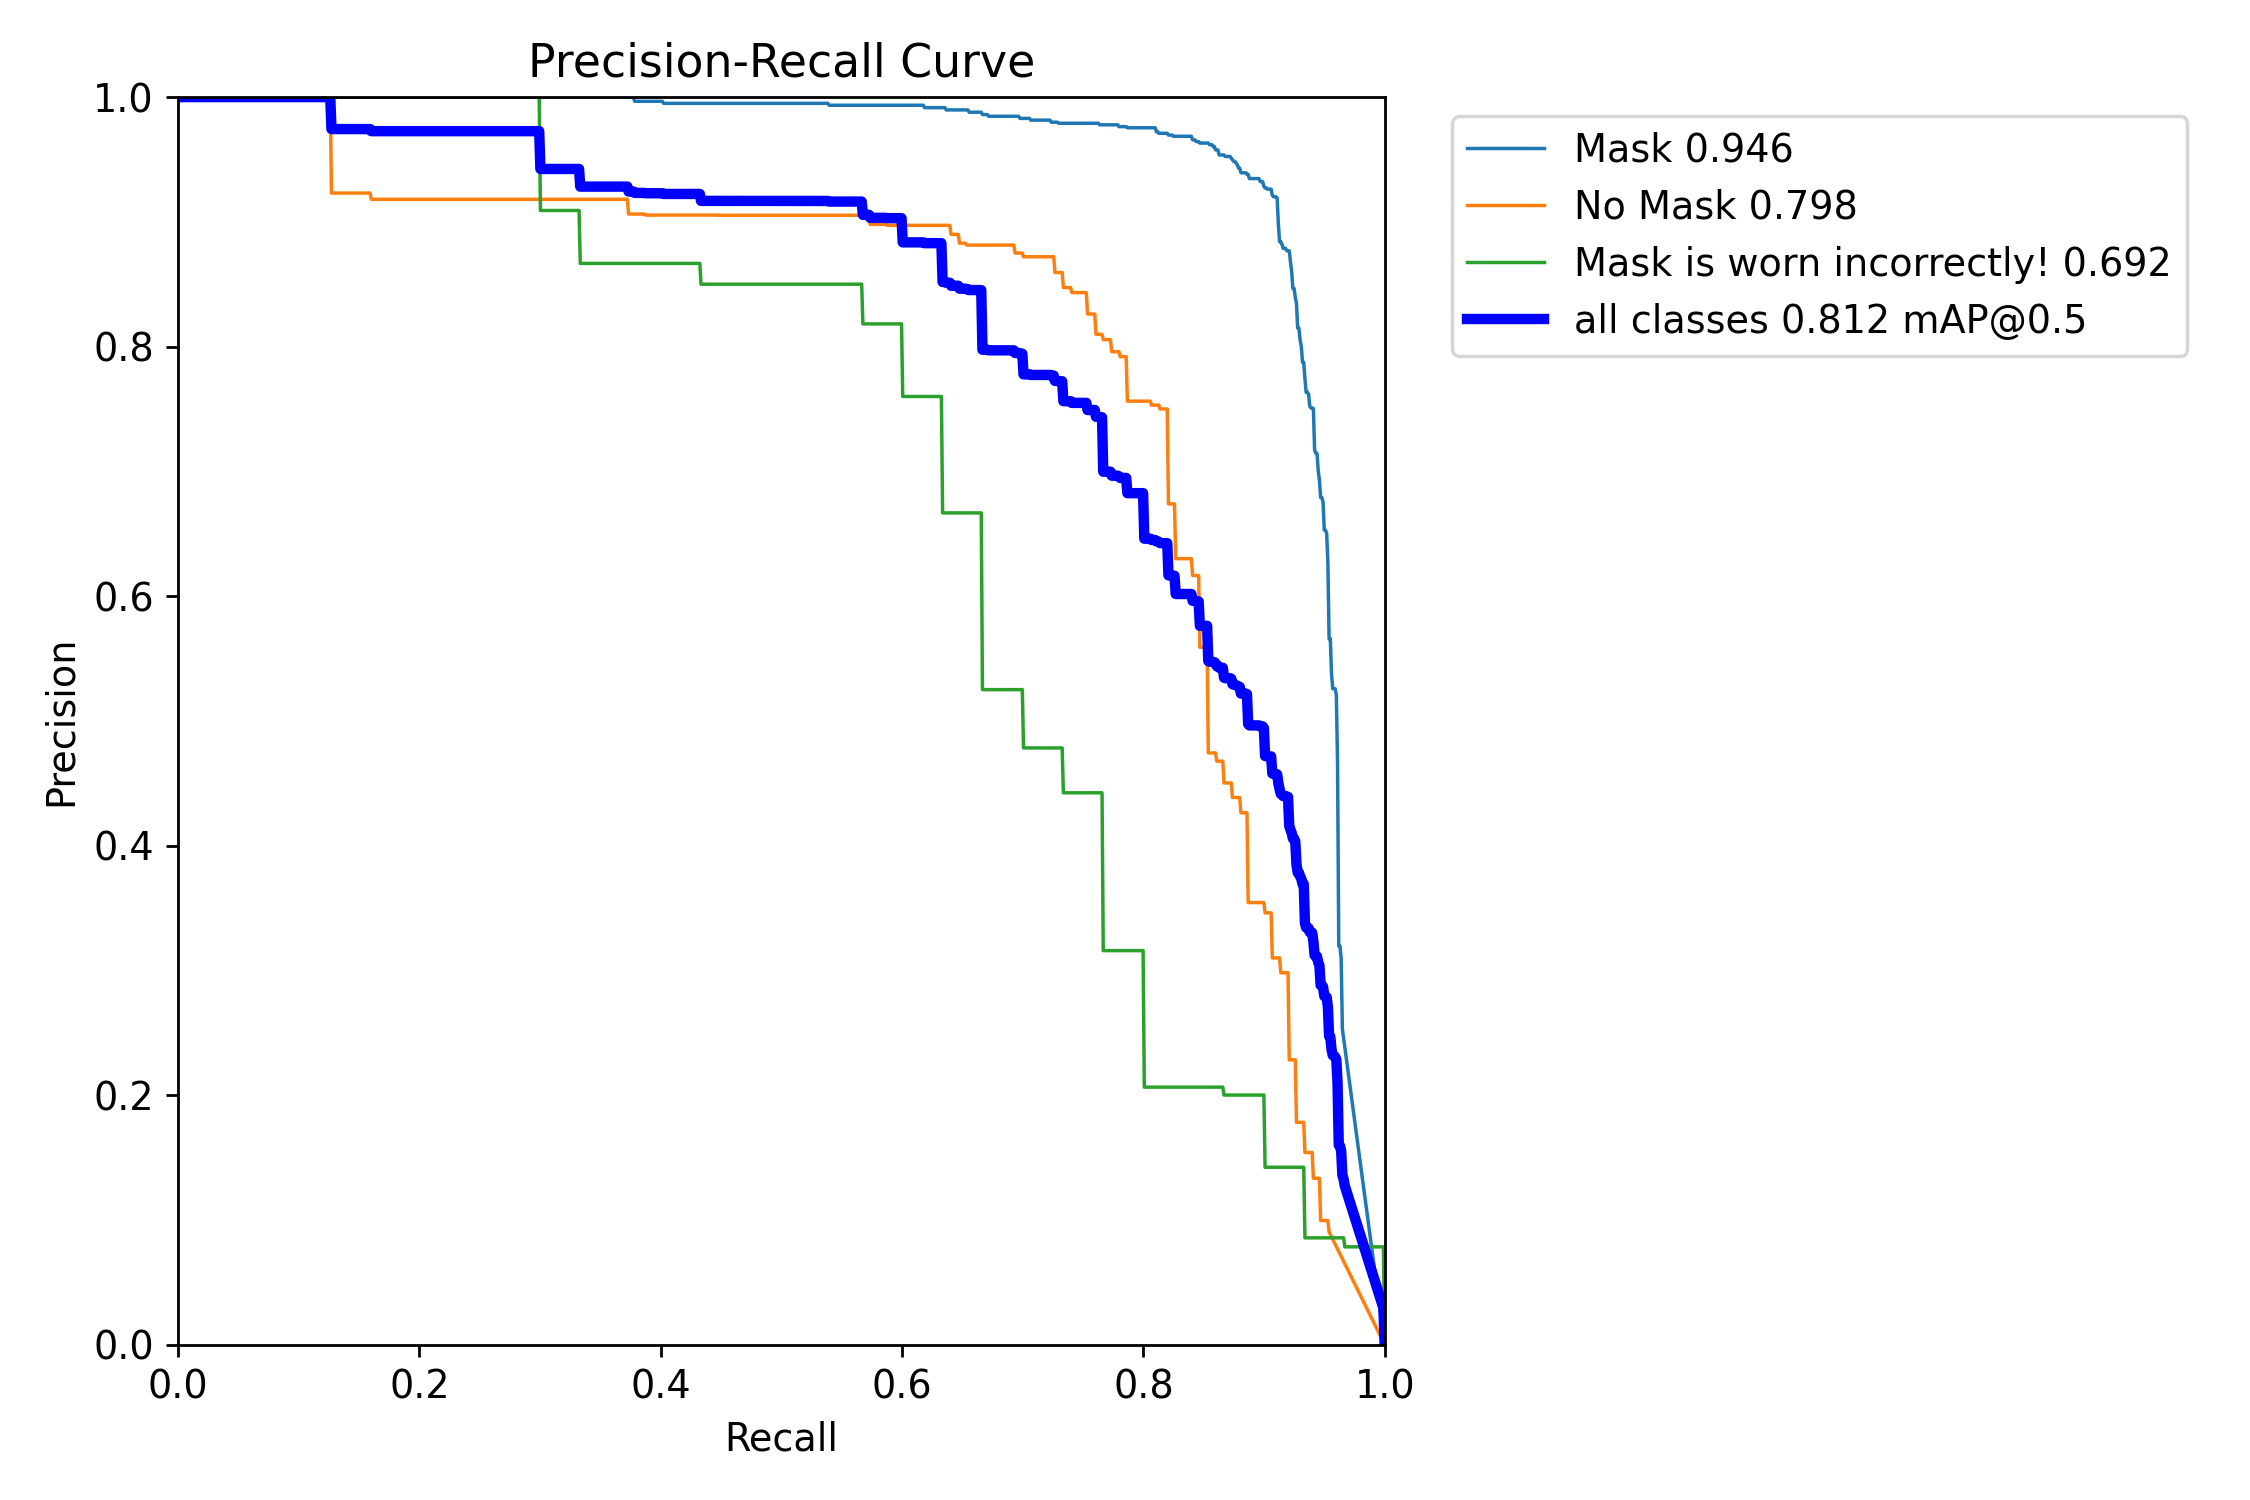 Precision-Recall Curve
1.0
0.8
0.6
0.4
0.2
0.0
Precision
0.0 0.2 0.4 0.6 0.8 1.0
Recall
Mask 0.946
No Mask 0.798
Mask is worn incorrectly! 0.692
all classes 0.812 mAP@0.5